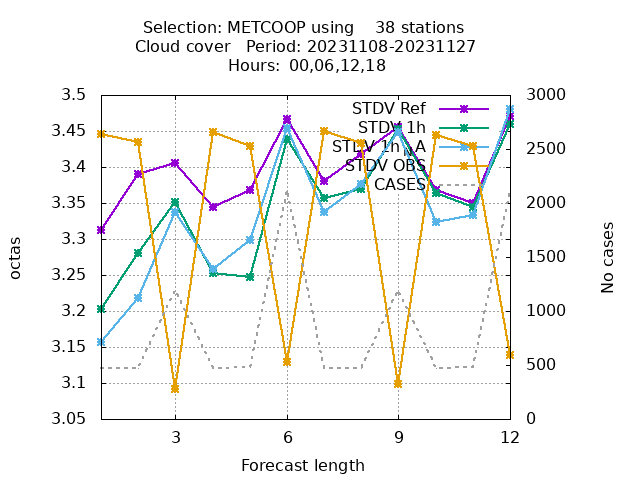 Selection: METCOOP using    38 stations
Cloud cover   Period: 20231108-20231127
Hours:  00,06,12,18
3.5
3.45
3.4
3.35
3.3
3.25
3.2
3.15
3.1
3.05
octas
3000
2500
2000
1500
1000
500
0
No cases
STDV Ref
STDV 1h
STDV OBS
CASES
3
6
9
12
Forecast length